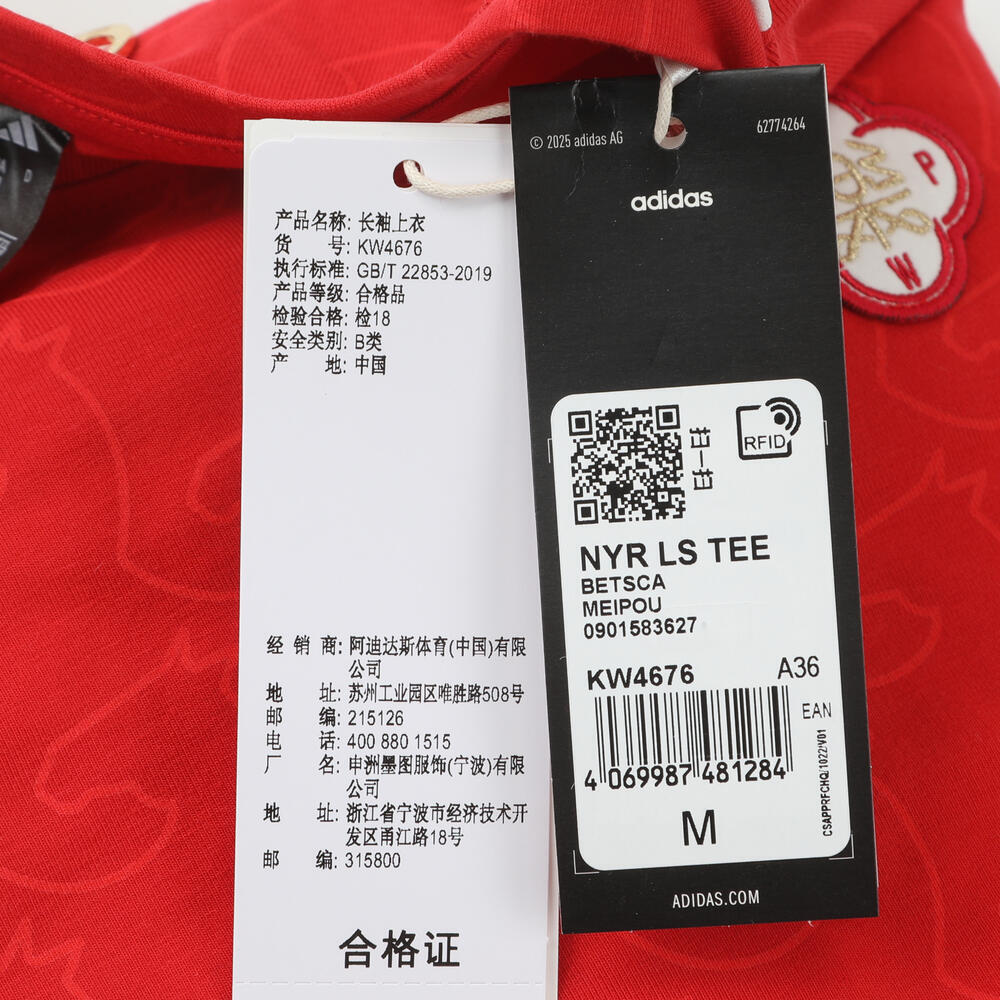 产品名称: 长袖上衣
货 号: KW4676
执行标准: GB/T 22853-2019
产品等级: 合格品
检验合格: 检18
安全类别: B类
产 地: 中国
经 销 商: 阿迪达斯体育(中国)有限
公司
地 址: 苏州工业园区唯胜路508号
邮 编: 215126
电 话: 400 880 1515
厂 名: 申洲墨图服饰(宁波)有限
公司
地 址: 浙江省宁波市经济技术开
发区甬江路18号
邮 编: 315800
合格证
© 2025 adidas AG
62774264
adidas
扫一扫
RFID
NYR LS TEE
BETSCA
MEIPOU
0901583627
KW4676 A36
EAN
4 069987 481284
CSAPPRFCHQ/1022/V01
M
ADIDAS.COM
P
W